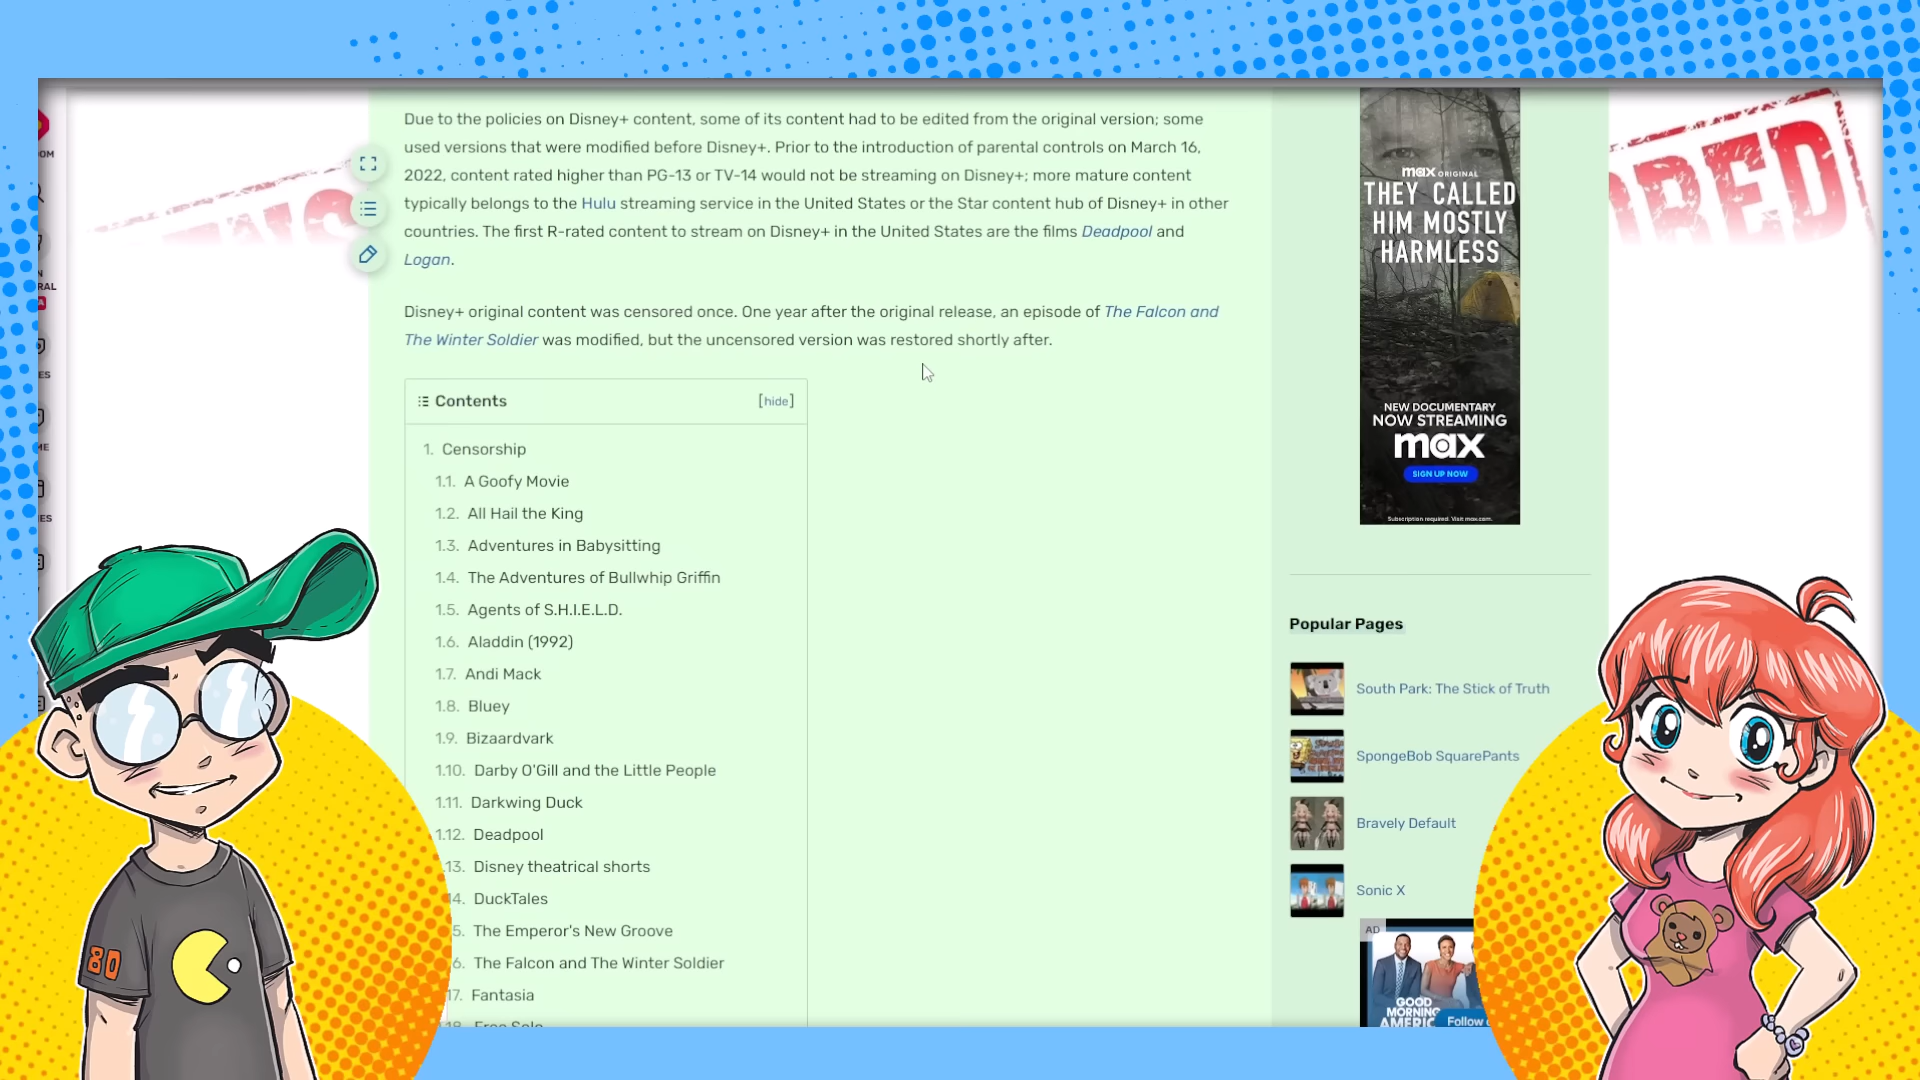 Due to the policies on Disney+ content, some of its content had to be edited from the original version; some
used versions that were modified before Disney+. Prior to the introduction of parental controls on March 16,
2022, content rated higher than PG-13 or TV-14 would not be streaming on Disney+; more mature content
typically belongs to the Hulu streaming service in the United States or the Star content hub of Disney+ in other
countries. The first R-rated content to stream on Disney+ in the United States are the films Deadpool and
Logan.
Disney+ original content was censored once. One year after the original release, an episode of The Falcon and
The Winter Soldier was modified, but the uncensored version was restored shortly after.
Contents [hide]
1. Censorship
1.1. A Goofy Movie
1.2. All Hail the King
1.3. Adventures in Babysitting
1.4. The Adventures of Bullwhip Griffin
1.5. Agents of S.H.I.E.L.D.
1.6. Aladdin (1992)
1.7. Andi Mack
1.8. Bluey
1.9. Bizaardvark
1.10. Darby O'Gill and the Little People
1.11. Darkwing Duck
1.12. Deadpool
.13. Disney theatrical shorts
14. DuckTales
5. The Emperor's New Groove
6. The Falcon and The Winter Soldier
17. Fantasia
max ORIGINAL
THEY CALLED
HIM MOSTLY
HARMLESS
NEW DOCUMENTARY
NOW STREAMING
max
SIGN UP NOW
Subscription required. Visit max.com.
RED
Popular Pages
South Park: The Stick of Truth
SpongeBob SquarePants
Bravely Default
Sonic X
AD
GOOD
MORNING
AMERIC
Follow
80